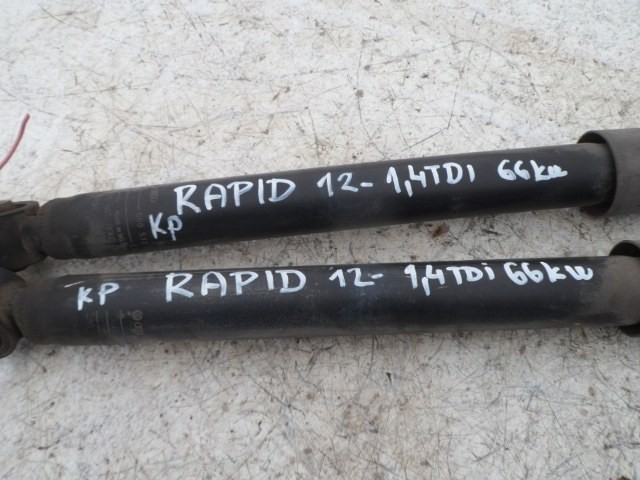 RAPID 12- 1,4TDI 66kw
Kp
KP RAPID 12- 1,4TDi 66kw